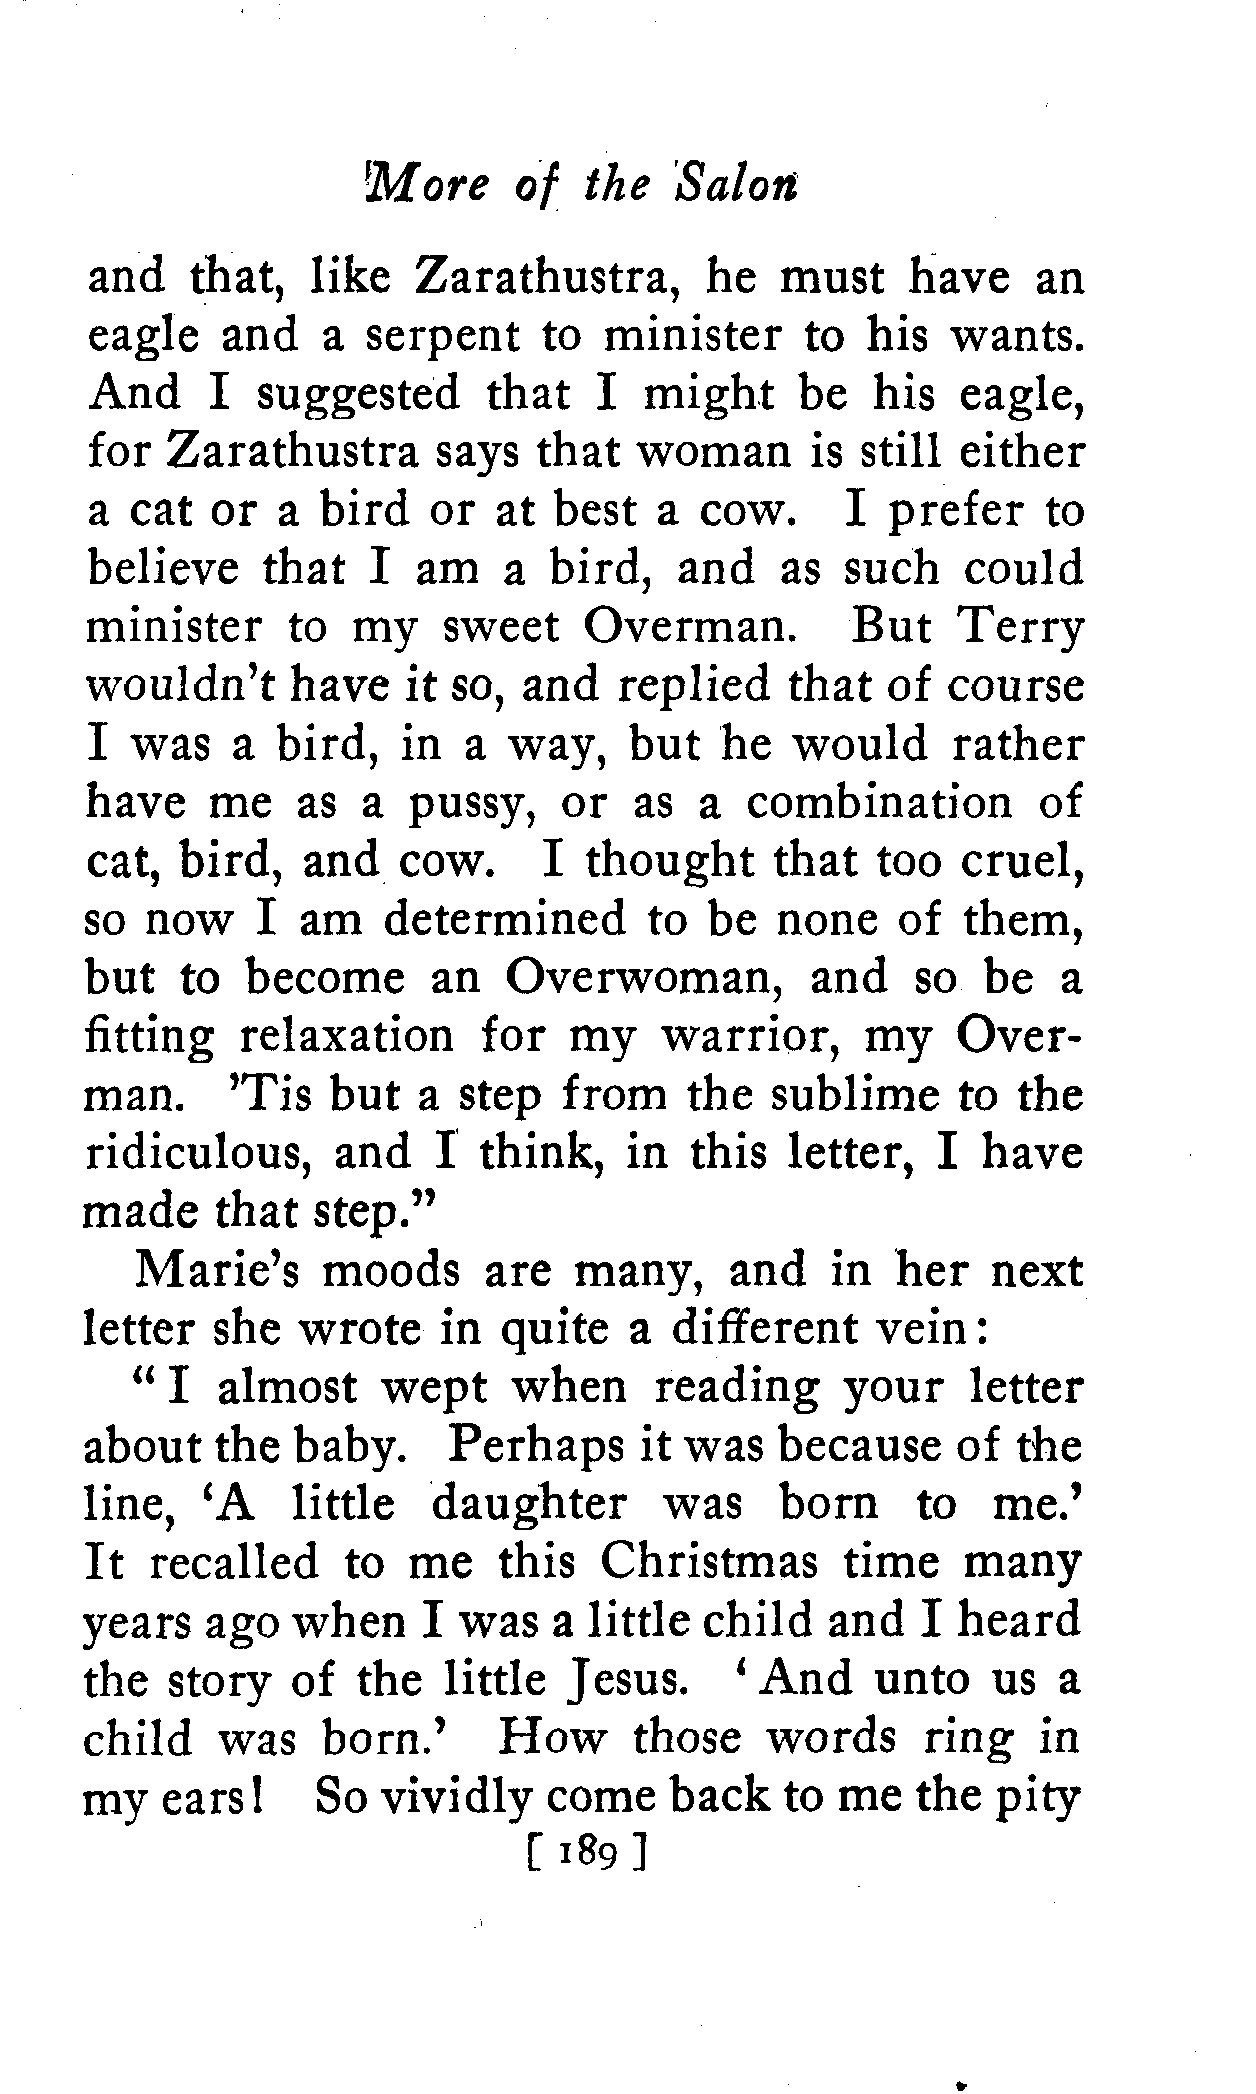 More of the Salon
and that, like Zarathustra, he must have an
eagle and a serpent to minister to his wants.
And I suggested that I might be his eagle,
for Zarathustra says that woman is still either
a cat or a bird or at best a cow. I prefer to
believe that I am a bird, and as such could
minister to my sweet Overman. But Terry
wouldn't have it so, and replied that of course
I was a bird, in a way, but he would rather
have me as a pussy, or as a combination of
cat, bird, and cow. I thought that too cruel,
so now I am determined to be none of them,
but to become an Overwoman, and so be a
fitting relaxation for my warrior, my Over-
man. 'Tis but a step from the sublime to the
ridiculous, and I think, in this letter, I have
made that step."
Marie's moods are many, and in her next
letter she wrote in quite a different vein:
"I almost wept when reading your letter
about the baby. Perhaps it was because of the
line, 'A little daughter was born to me.'
It recalled to me this Christmas time many
years ago when I was a little child and I heard
the story of the little Jesus. 'And unto us a
child was born.' How those words ring in
my ears! So vividly come back to me the pity
[ 189 ]